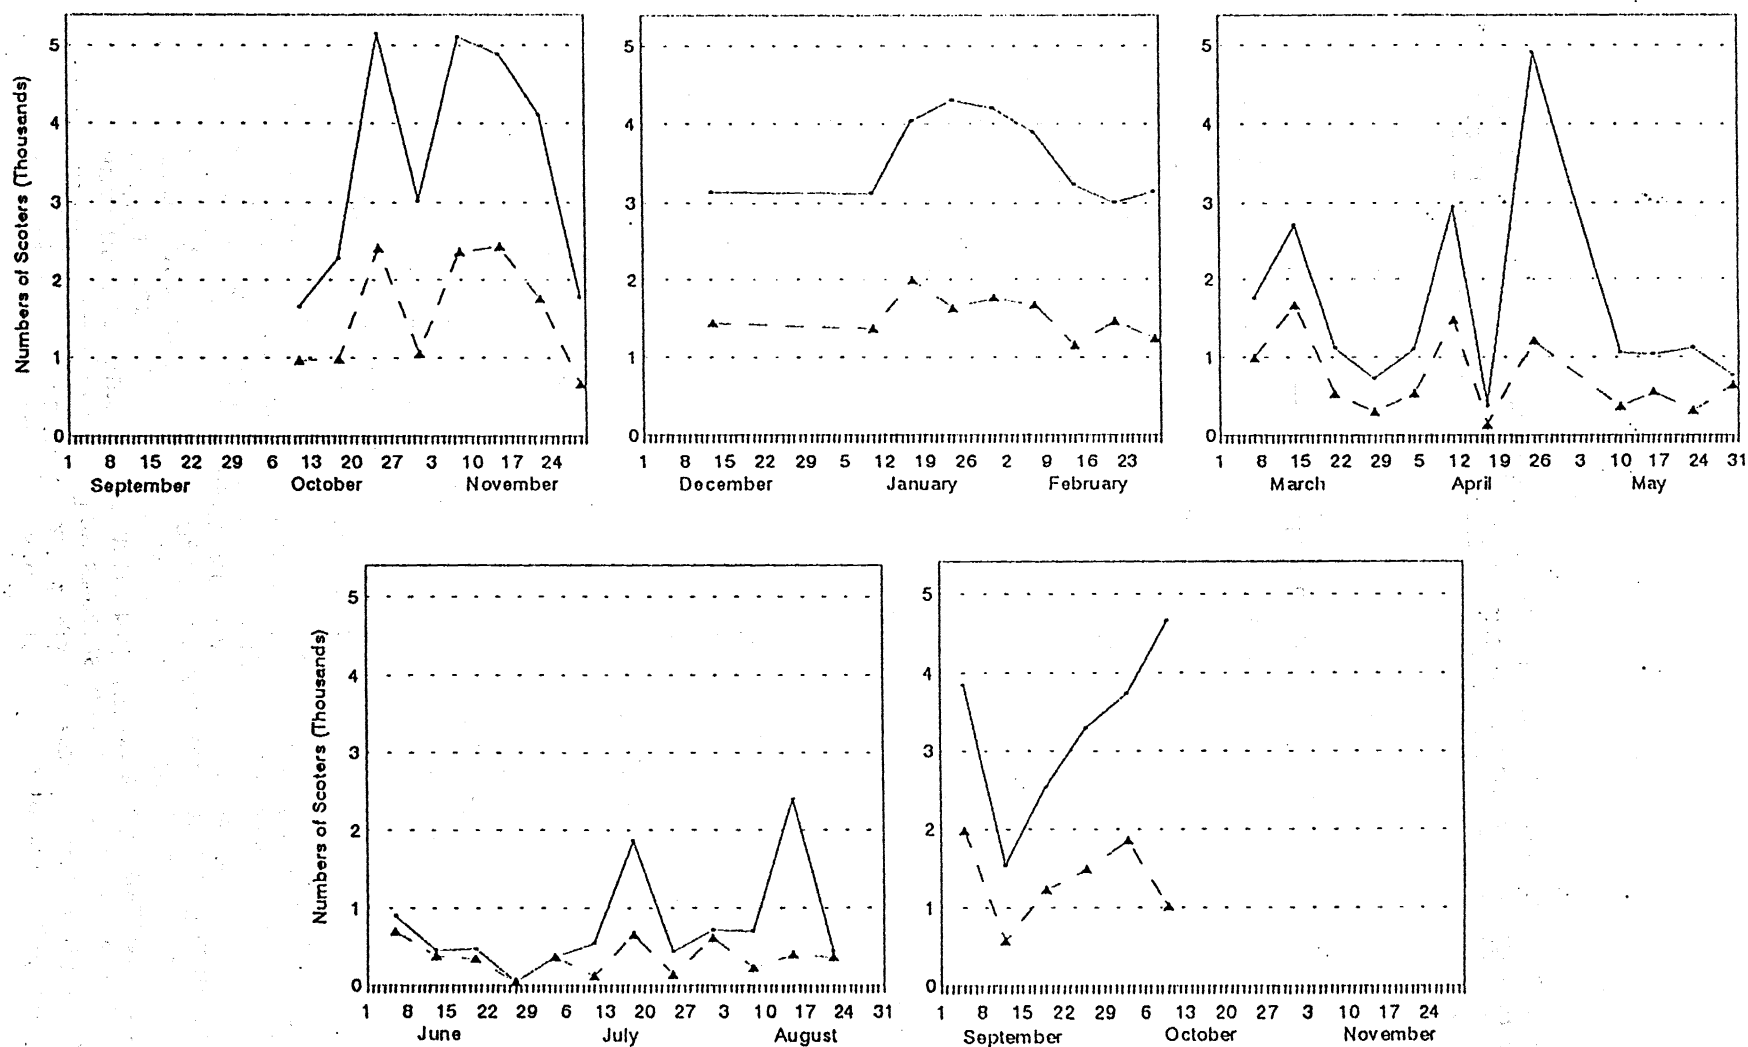 Numbers of Scoters (Thousands)
5
4
3
2
1
0
1 8 15 22 29 6 13 20 27 3 10 17 24
September October November
5
4
3
2
1
0
1 8 15 22 29 5 12 19 26 2 9 16 23
December January February
5
4
3
2
1
0
1 8 15 22 29 5 12 19 26 3 10 17 24 31
March April May
Numbers of Scoters (Thousands)
5
4
3
2
1
0
1 8 15 22 29 6 13 20 27 3 10 17 24 31
June July August
5
4
3
2
1
0
1 8 15 22 29 6 13 20 27 3 10 17 24
September October November